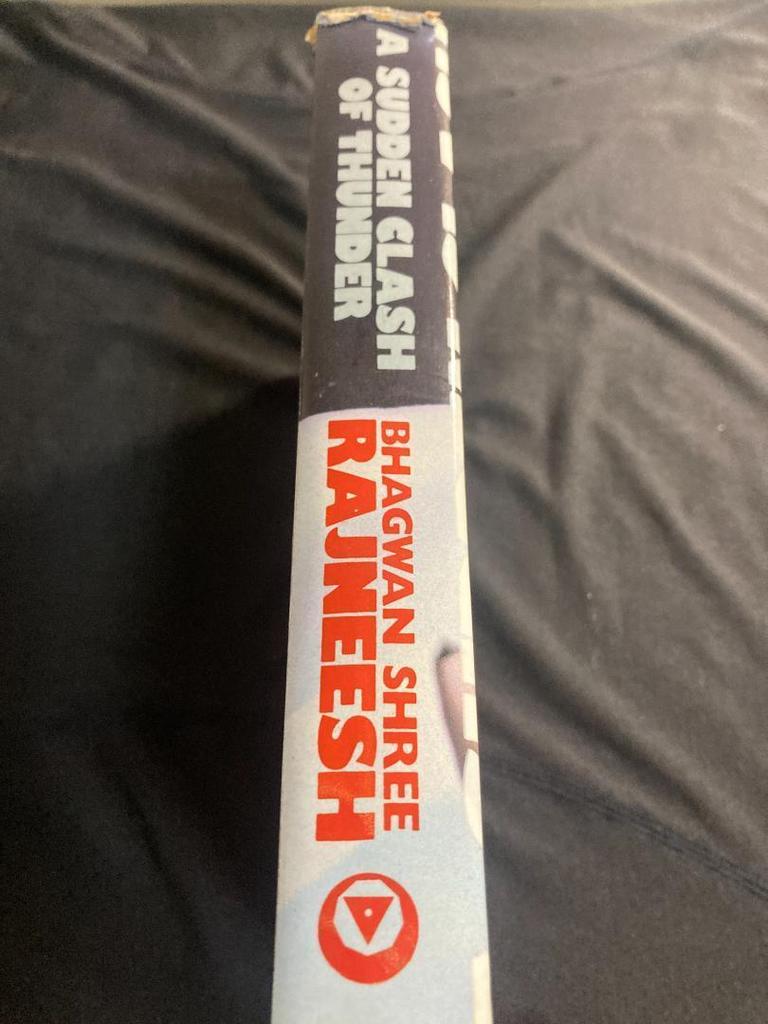 A SUDDEN CLASH
OF THUNDER
BHAGWAN SHREE
RAJNEESH